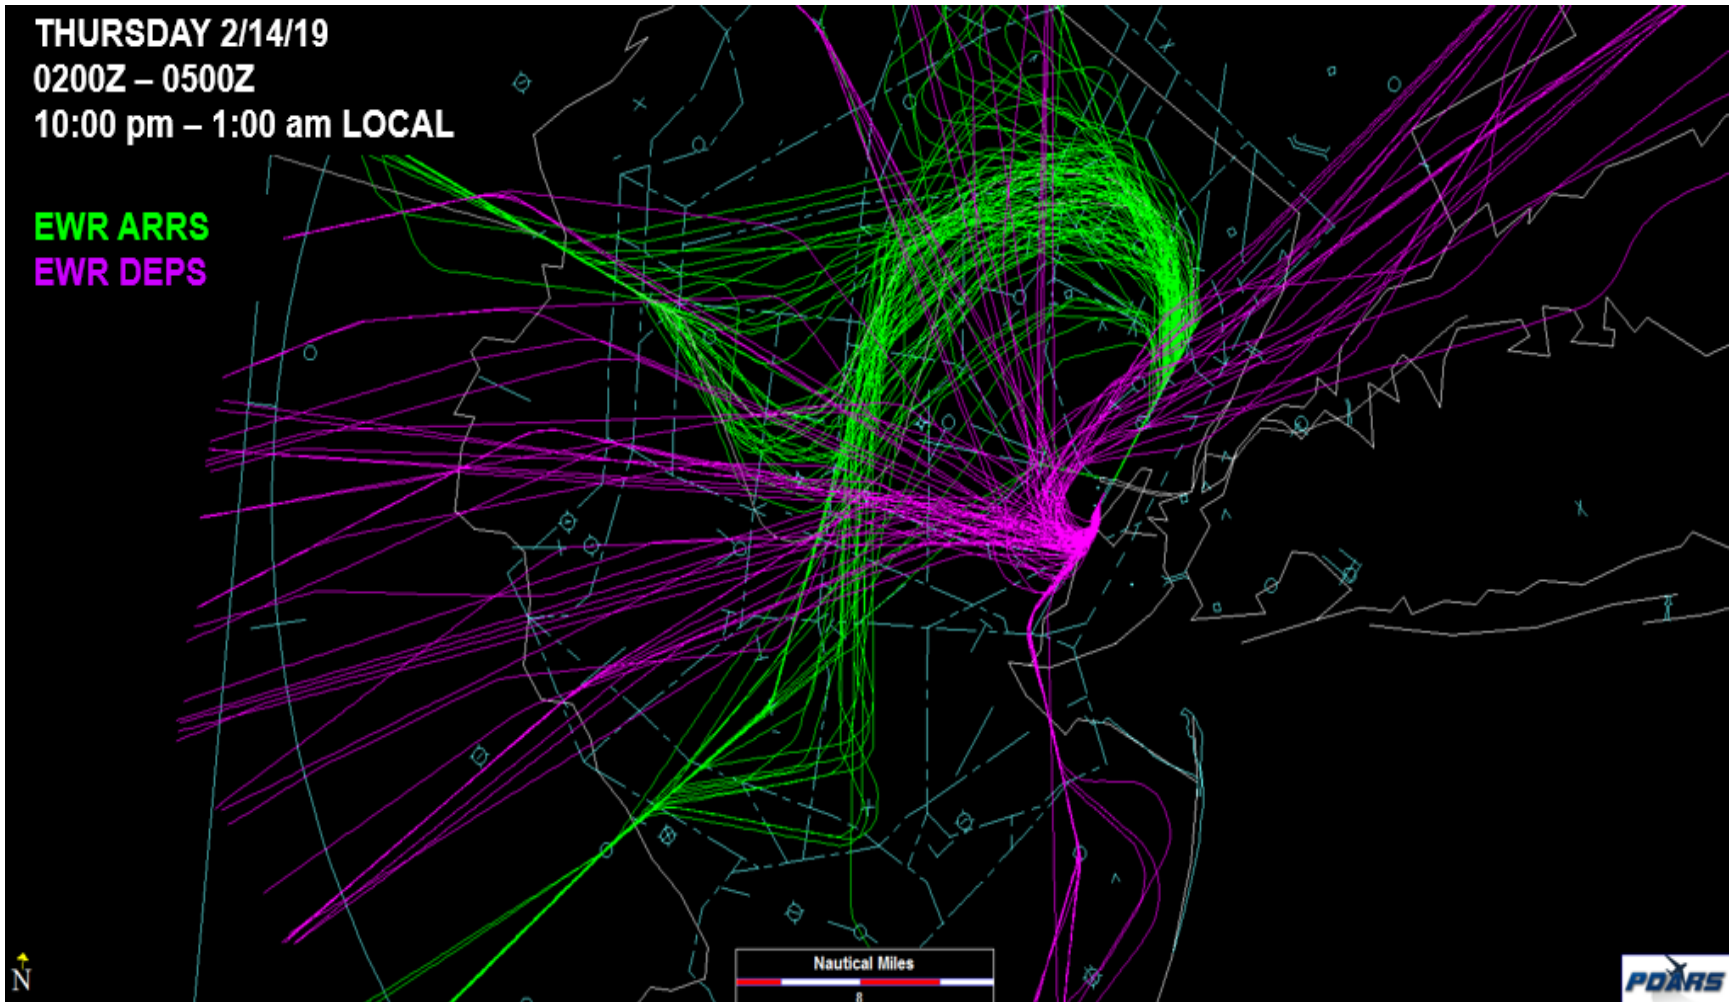 THURSDAY 2/14/19
0200Z – 0500Z
10:00 pm – 1:00 am LOCAL
EWR ARRS
EWR DEPS
N
Nautical Miles
8
PDARS